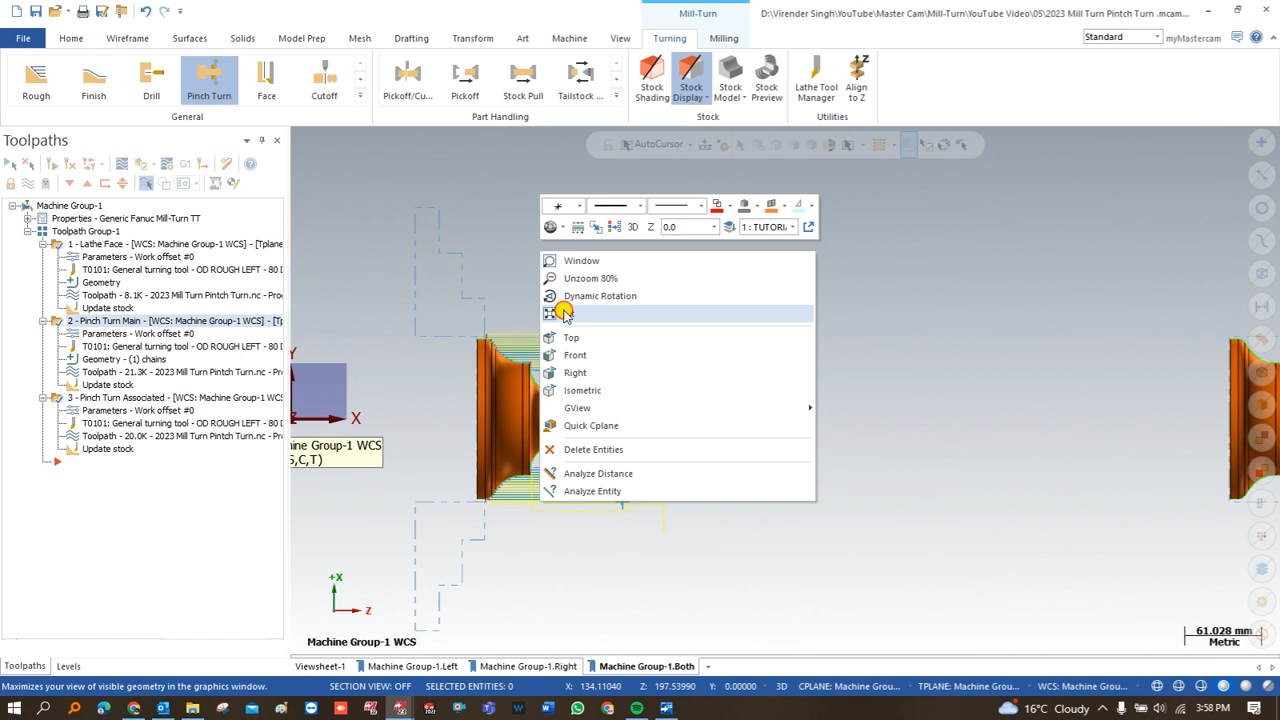 Mill-Turn
D:\Virender Singh\YouTube\Master Cam\Mill-Turn\YouTube Video\05\2023 Mill Turn Pintch Turn .mcam...
File Home Wireframe Surfaces Solids Model Prep Mesh Drafting Transform Art Machine View Turning Milling
Standard myMastercam
Rough Finish Drill Pinch Turn Face Cutoff
Pickoff/Cu... Pickoff Stock Pull Tailstock ...
Stock Shading Stock Display Stock Model Stock Preview
Lathe Tool Manager Align to Z
General Part Handling Stock Utilities
Toolpaths
AutoCursor
Machine Group-1
Properties - Generic Fanuc Mill-Turn TT
Toolpath Group-1
1 - Lathe Face - [WCS: Machine Group-1 WCS] - [Tplane
Parameters - Work offset #0
T0101: General turning tool - OD ROUGH LEFT - 80 D
Geometry
Toolpath - 8.1K - 2023 Mill Turn Pintch Turn.nc -
Update stock
2 - Pinch Turn Main - [WCS: Machine Group-1 WCS] - [Tp
Parameters - Work offset #0
T0101: General turning tool - OD ROUGH LEFT - 80 D
Geometry - (1) chains
Toolpath - 21.3K - 2023 Mill Turn Pintch Turn.nc -
Update stock
3 - Pinch Turn Associated - [WCS: Machine Group-1 WCS
Parameters - Work offset #0
T0101: General turning tool - OD ROUGH LEFT - 80 D
Toolpath - 20.0K - 2023 Mill Turn Pintch Turn.nc -
Update stock
3D Z 0.0 1 : TUTORI
Window
Unzoom 80%
Dynamic Rotation
Top
Front
Right
Isometric
GView
Quick Cplane
Delete Entities
Analyze Distance
Analyze Entity
Y
X
ine Group-1 WCS
S,C,T)
+X
Z
Machine Group-1 WCS
61.028 mm
Metric
Toolpaths Levels
Viewsheet-1 Machine Group-1.Left Machine Group-1.Right Machine Group-1.Both +
Maximizes your view of visible geometry in the graphics window.
SECTION VIEW: OFF SELECTED ENTITIES: 0 X: 134.11040 Z: 197.53990 Y: 0.00000 3D CPLANE: Machine Grou... TPLANE: Machine Grou... WCS: Machine Grou...
16°C Cloudy 3:58 PM